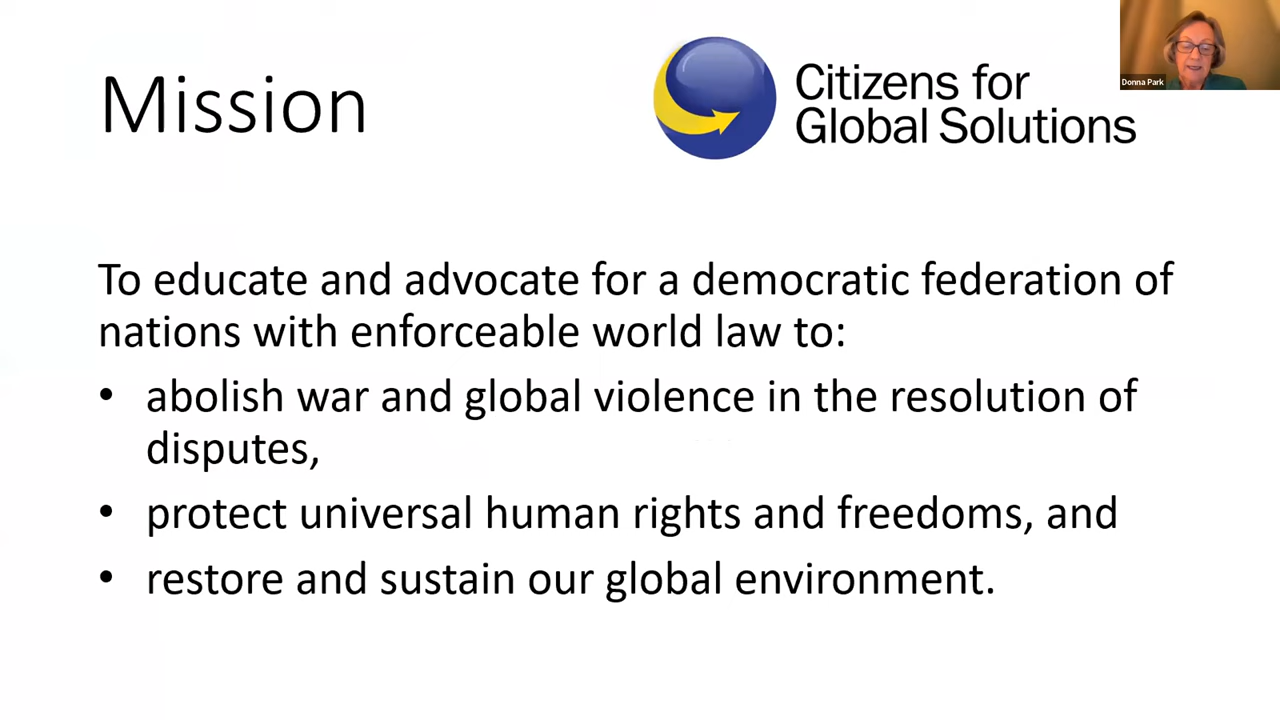 Mission
Citizens for
Global Solutions
Donna Park
To educate and advocate for a democratic federation of
nations with enforceable world law to:
• abolish war and global violence in the resolution of
disputes,
• protect universal human rights and freedoms, and
• restore and sustain our global environment.